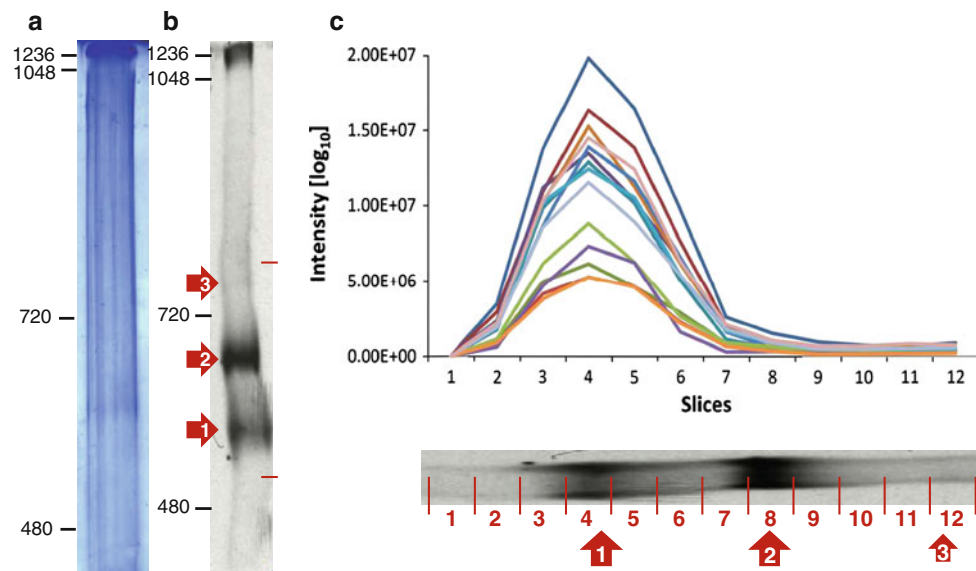 a
1236
1048
720
480
b
1236
1048
3
720
2
1
480
c
2.00E+07
1.50E+07
1.00E+07
5.00E+06
0.00E+00
Intensity [log10]
1 2 3 4 5 6 7 8 9 10 11 12
Slices
1 2 3 4 5 6 7 8 9 10 11 12
1 2 3